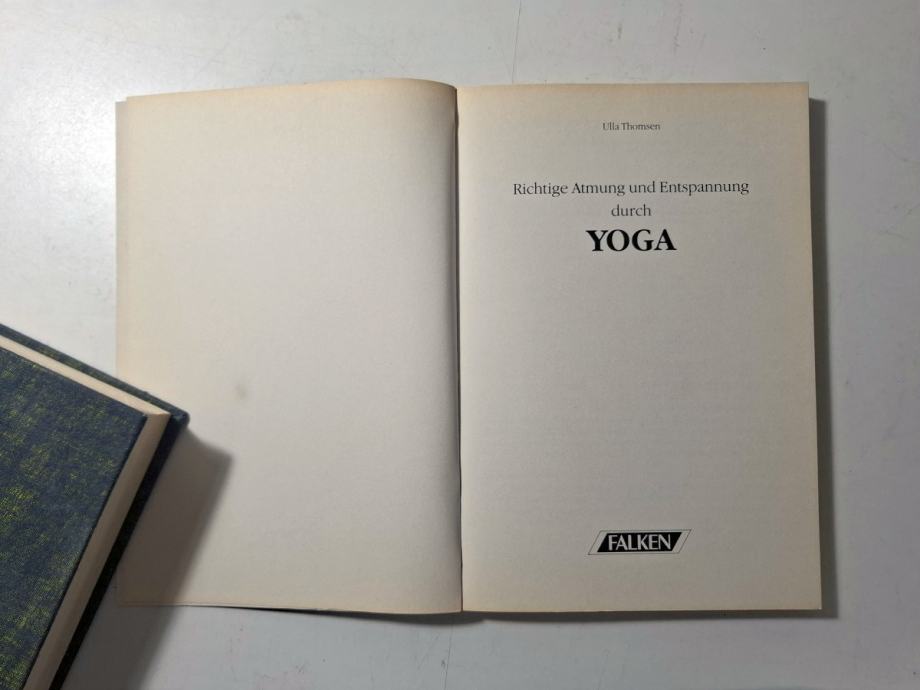 Ulla Thomsen
Richtige Atmung und Entspannung
durch
YOGA
FALKEN